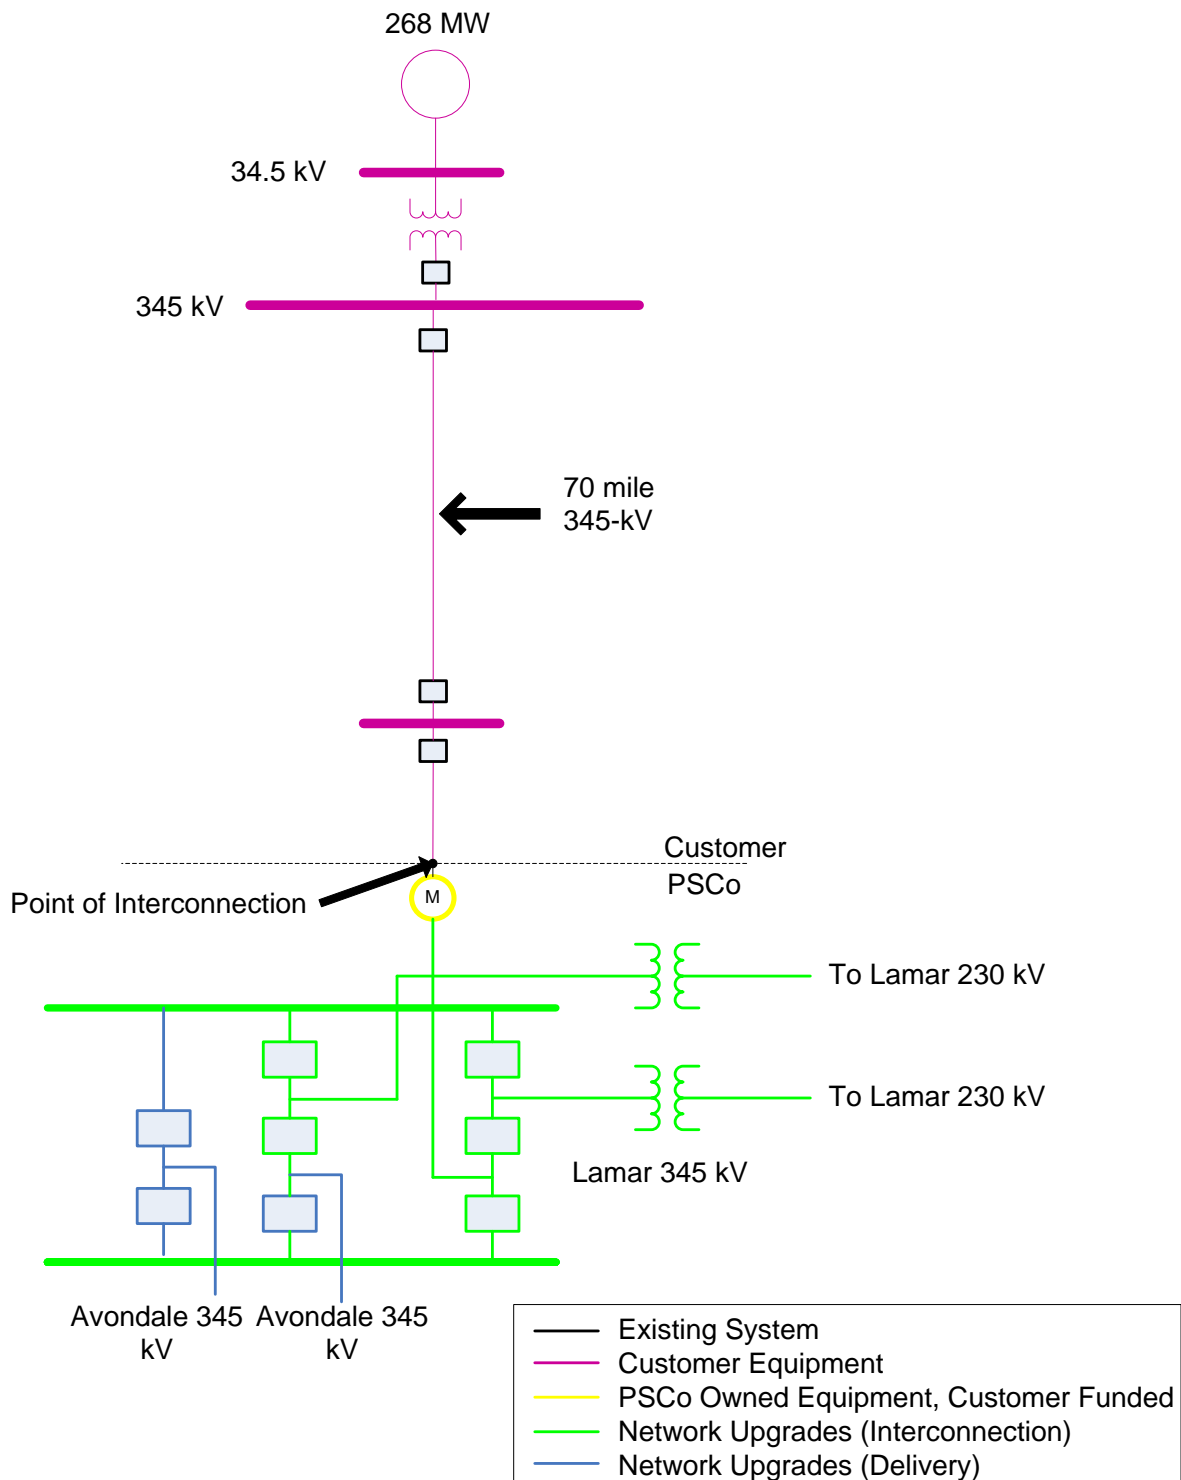 268 MW
34.5 kV
345 kV
70 mile
345-kV
Customer
PSCo
Point of Interconnection
M
To Lamar 230 kV
To Lamar 230 kV
Lamar 345 kV
Avondale 345
kV
Avondale 345
kV
Existing System
Customer Equipment
PSCo Owned Equipment, Customer Funded
Network Upgrades (Interconnection)
Network Upgrades (Delivery)